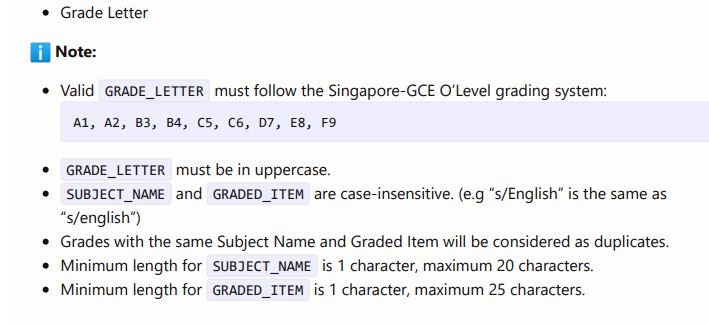 Grade Letter
Note:
Valid GRADE_LETTER must follow the Singapore-GCE O’Level grading system:
A1, A2, B3, B4, C5, C6, D7, E8, F9
GRADE_LETTER must be in uppercase.
SUBJECT_NAME and GRADED_ITEM are case-insensitive. (e.g “s/English” is the same as
“s/english”)
Grades with the same Subject Name and Graded Item will be considered as duplicates.
Minimum length for SUBJECT_NAME is 1 character, maximum 20 characters.
Minimum length for GRADED_ITEM is 1 character, maximum 25 characters.